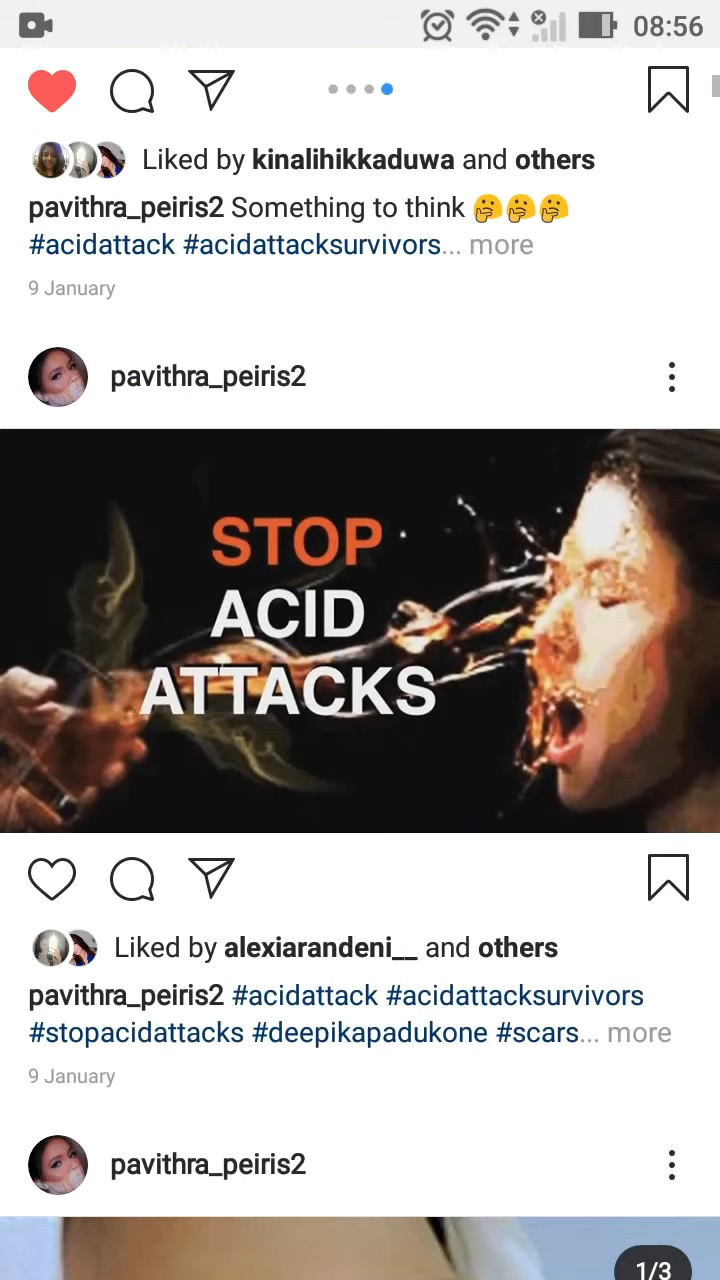 08:56
Liked by kinalihikkaduwa and others
pavithra_peiris2 Something to think 🤔🤔🤔
#acidattack #acidattacksurvivors... more
9 January
pavithra_peiris2
STOP
ACID
ATTACKS
Liked by alexiarandeni__ and others
pavithra_peiris2 #acidattack #acidattacksurvivors
#stopacidattacks #deepikapadukone #scars... more
9 January
pavithra_peiris2
1/3